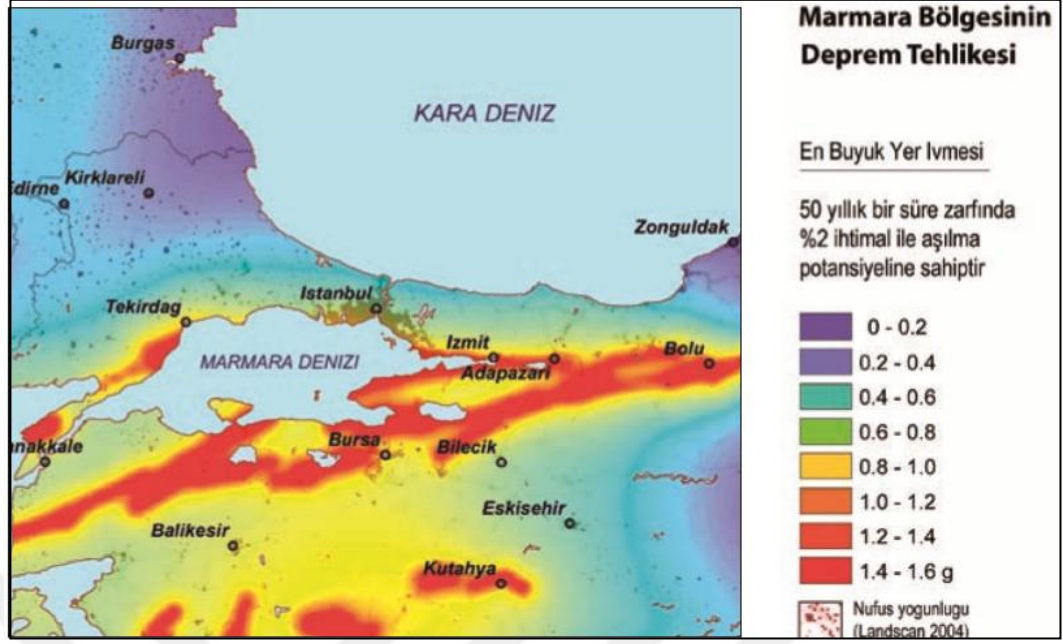 Marmara Bölgesinin
Deprem Tehlikesi
Burgas
KARA DENIZ
En Buyuk Yer Ivmesi
dirne Kirklareli
50 yıllık bir süre zarfında
Zonguldak
%2 ihtimal ile aşılma
potansiyeline sahiptir
Istanbul
Tekirdag
0 - 0.2
Izmit
Bolu
MARMARA DENIZI
0.2 - 0.4
Adapazari
0.4 - 0.6
0.6 - 0.8
nakkale
Bursa
Bilecik
0.8 - 1.0
1.0 - 1.2
Eskisehir
Balikesir
1.2 - 1.4
Kutahya
1.4 - 1.6 g
Nufus yogunlugu
(Landscan 2004)